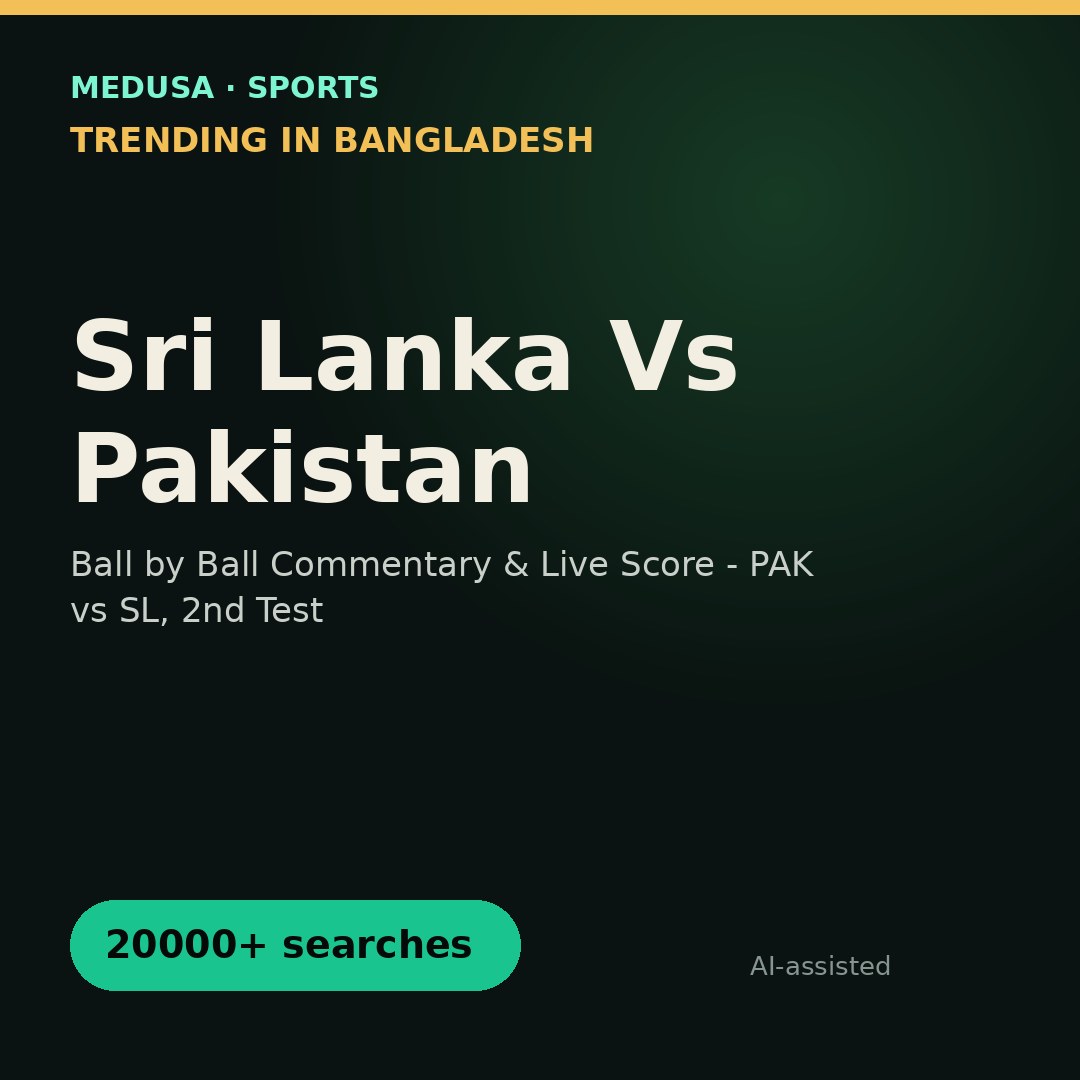 MEDUSA · SPORTS
TRENDING IN BANGLADESH
Sri Lanka Vs
Pakistan
Ball by Ball Commentary & Live Score - PAK
vs SL, 2nd Test
20000+ searches
AI-assisted